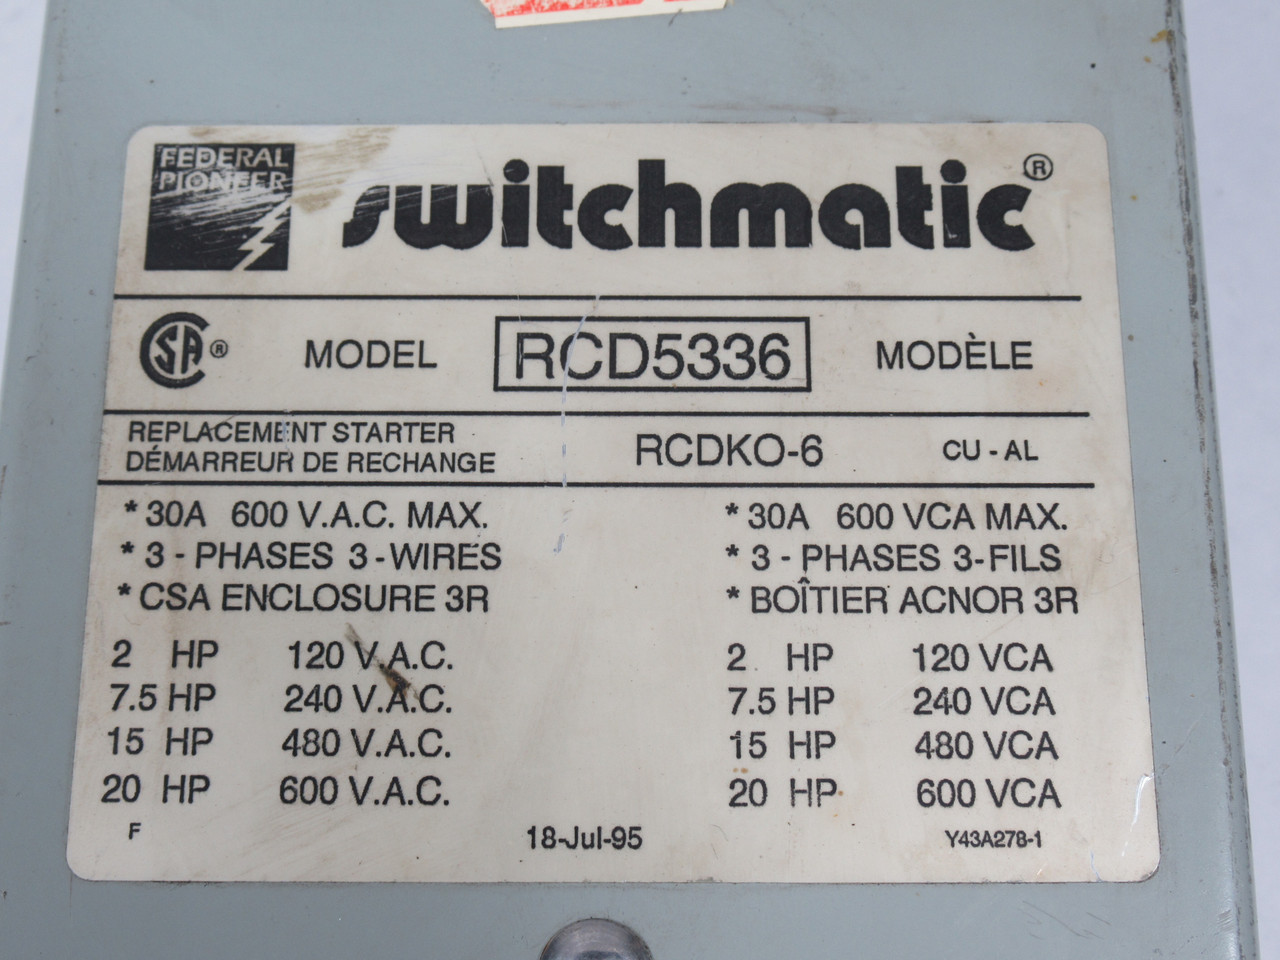 FEDERAL
PIONEER
switchmatic®
CSA® MODEL RCD5336 MODÈLE
REPLACEMENT STARTER
DÉMARREUR DE RECHANGE
RCDKO-6 CU - AL
* 30A 600 V.A.C. MAX. * 30A 600 VCA MAX.
* 3 - PHASES 3 - WIRES * 3 - PHASES 3-FILS
* CSA ENCLOSURE 3R * BOÎTIER ACNOR 3R
2 HP 120 V.A.C. 2 HP 120 VCA
7.5 HP 240 V.A.C. 7.5 HP 240 VCA
15 HP 480 V.A.C. 15 HP 480 VCA
20 HP 600 V.A.C. 20 HP 600 VCA
F 18-Jul-95 Y43A278-1